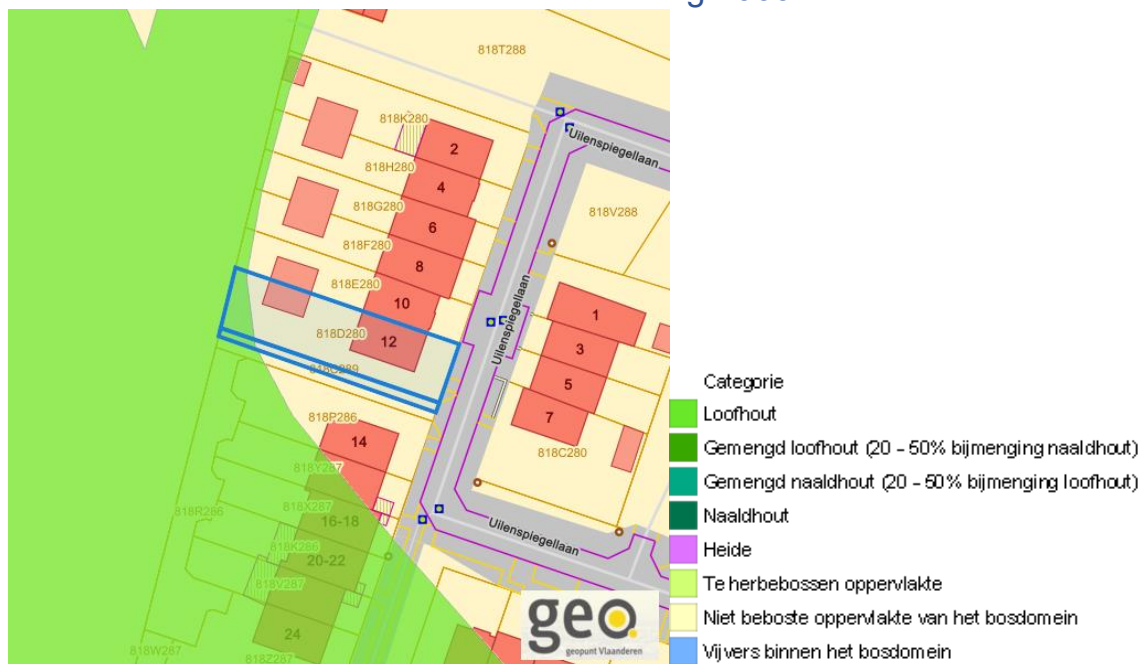 818T288
818K280
2
Uilenspiegellaan
818H280
4
818G280
818V288
6
818F280
8
818E280
10
Uilenspiegellaan
1
818D280
12
3
5
818P286
7
14
818C280
818Y287
818X287
818R286
16-18
Uilenspiegellaan
818K286
20-22
818V287
24
818W287
818Z287
geo
geopunt Vlaanderen
Categorie
Loofhout
Gemengd loofhout (20 - 50% bijmenging naaldhout)
Gemengd naaldhout (20 - 50% bijmenging loofhout)
Naaldhout
Heide
Te herbebossen oppervlakte
Niet beboste oppervlakte van het bosdomein
Vijvers binnen het bosdomein